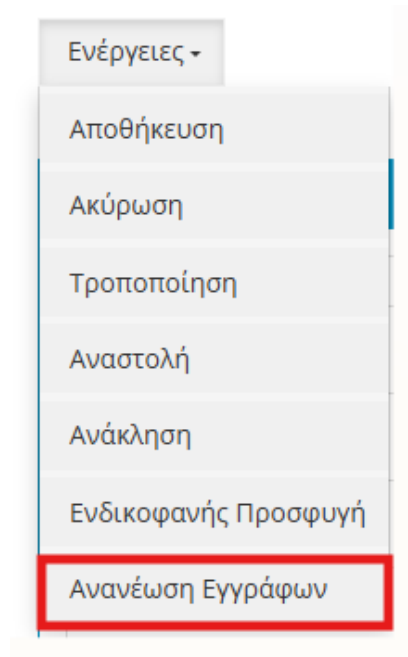 Ενέργειες
Αποθήκευση
Ακύρωση
Τροποποίηση
Αναστολή
Ανάκληση
Ενδικοφανής Προσφυγή
Ανανέωση Εγγράφων